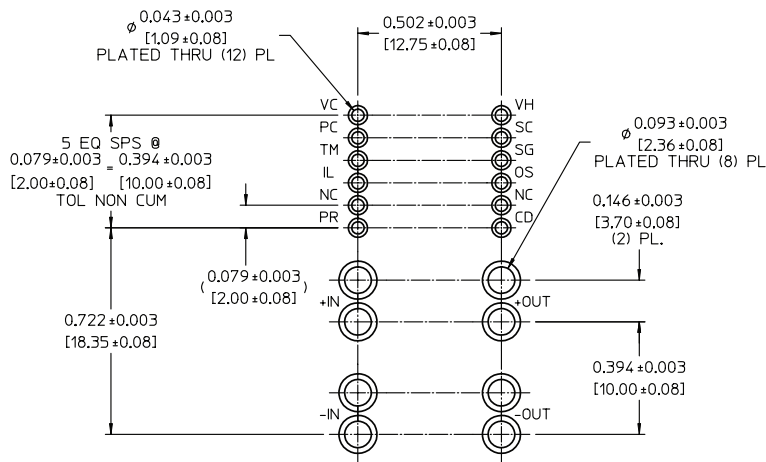 ø 0.043±0.003
[1.09±0.08]
PLATED THRU (12) PL
0.502±0.003
[12.75±0.08]
VC
VH
PC
SC
TM
SG
IL
OS
NC
NC
PR
CD
5 EQ SPS @
0.079±0.003 = 0.394±0.003
[2.00±0.08] [10.00±0.08]
TOL NON CUM
ø 0.093±0.003
[2.36±0.08]
PLATED THRU (8) PL
0.146±0.003
[3.70±0.08]
(2) PL.
(0.079±0.003)
[2.00±0.08]
+IN
+OUT
0.722±0.003
[18.35±0.08]
0.394±0.003
[10.00±0.08]
-IN
-OUT